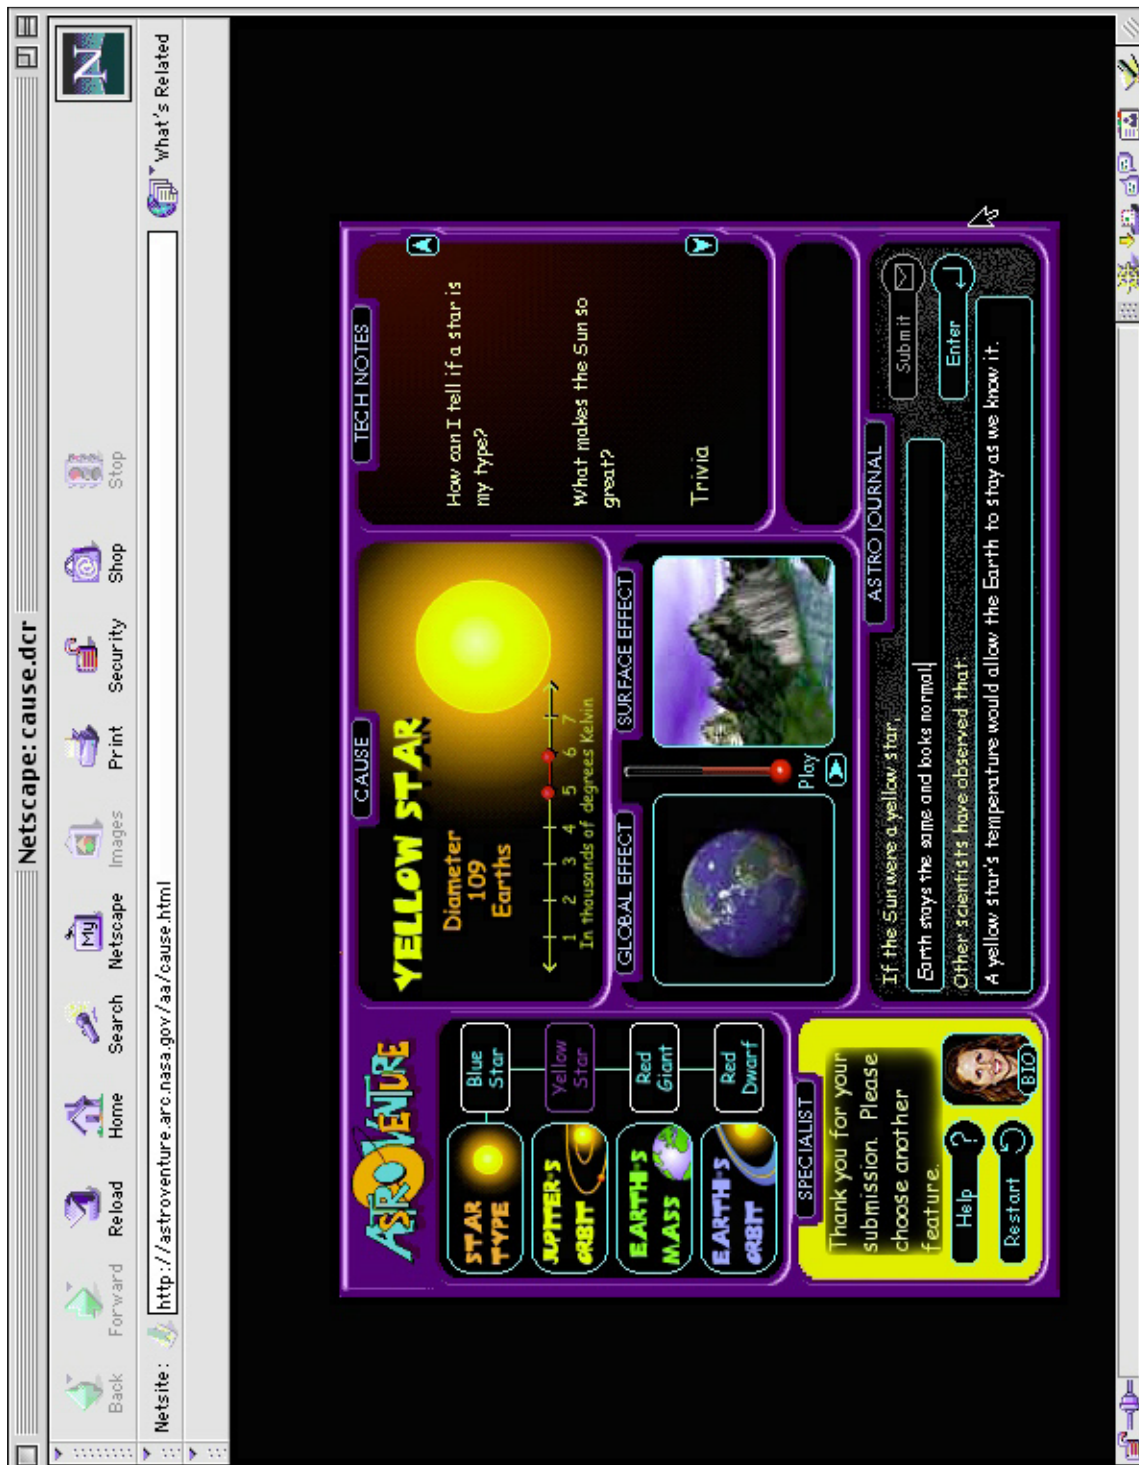 Netscape: cause.dcr
Back
Forward
Reload
Home
Search
My
Netscape
Images
Print
Security
Shop
Stop
N
Netsite:
http://astroventure.arc.nasa.gov/aa/cause.html
What's Related
ASTROVENTURE
STAR
TYPE
JUPITER'S
ORBIT
EARTH'S
MASS
EARTH'S
ORBIT
Blue
Star
Yellow
Star
Red
Giant
Red
Dwarf
CAUSE
YELLOW STAR
Diameter
109
Earths
1 2 3 4 5 6 7
In thousands of degrees Kelvin
TECH NOTES
How can I tell if a star is
my type?
What makes the Sun so
great?
Trivia
GLOBAL EFFECT
SURFACE EFFECT
Play
SPECIALIST
Thank you for your
submission. Please
choose another
feature.
Help
?
Restart
BIO
ASTRO JOURNAL
If the Sun were a yellow star,
Earth stays the same and looks normal
Other scientists have observed that:
A yellow star's temperature would allow the Earth to stay as we know it.
Submit
Enter